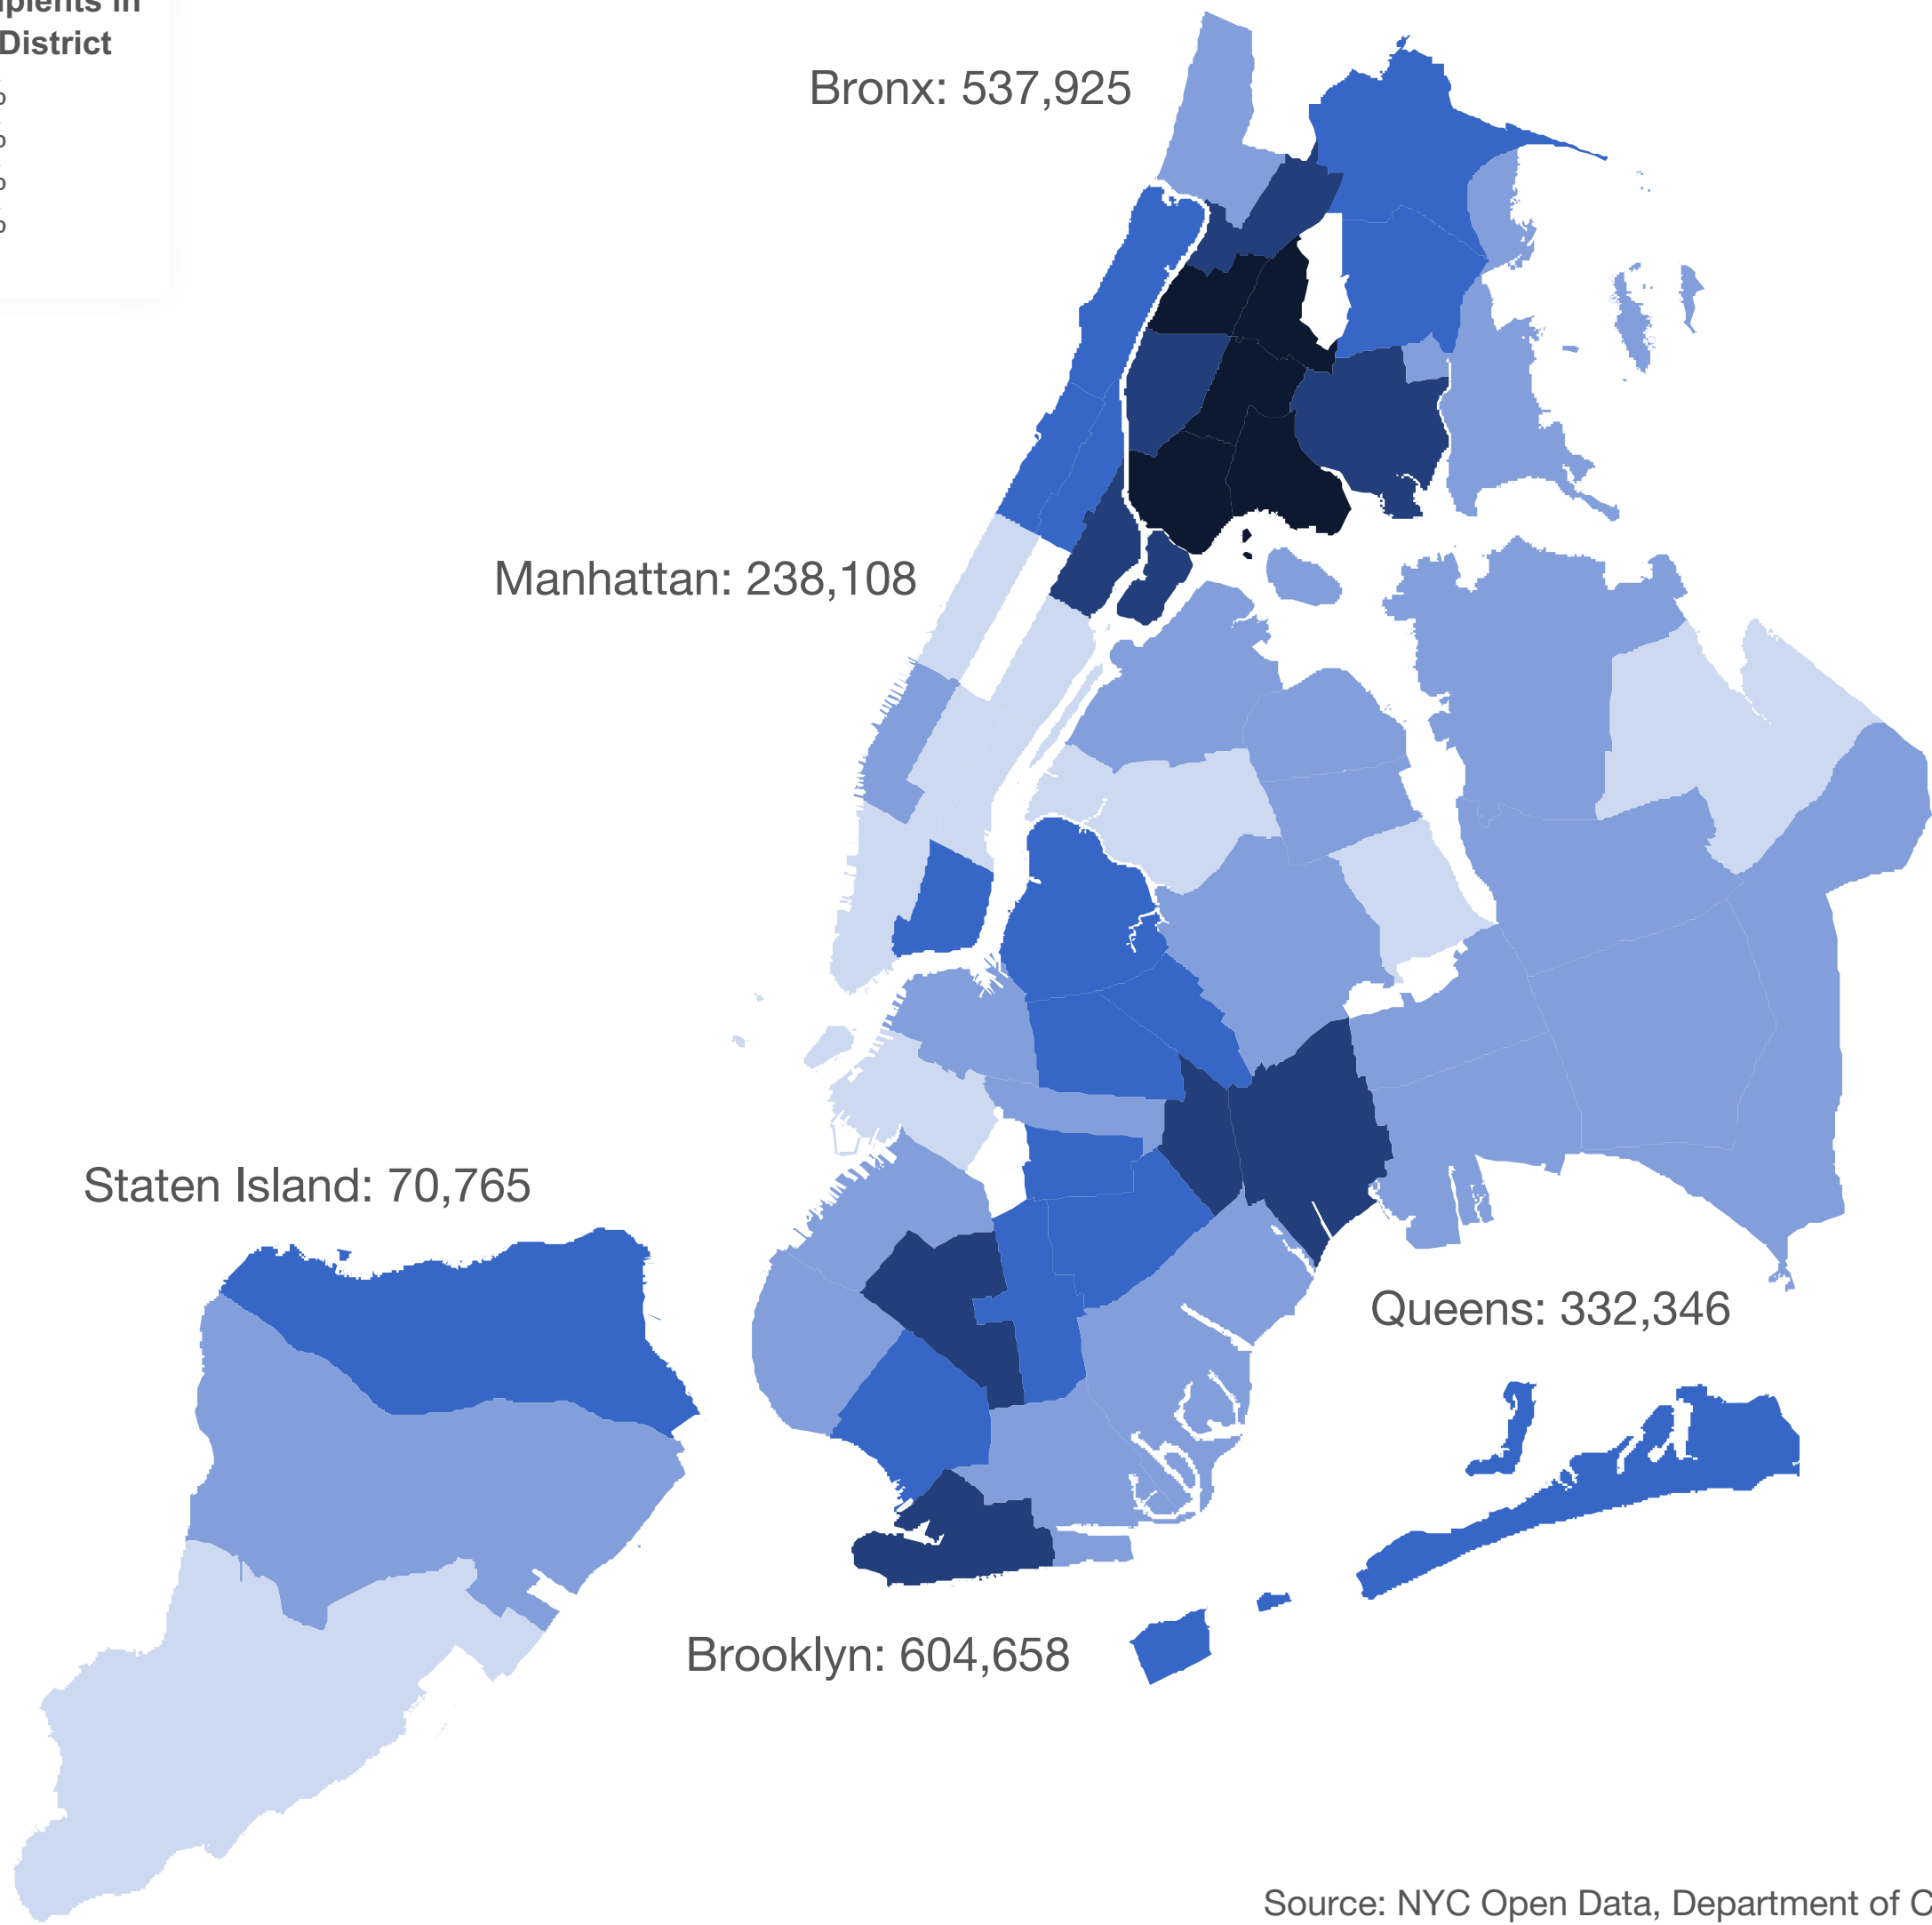 District
Bronx: 537,925
Manhattan: 238,108
Staten Island: 70,765
Queens: 332,346
Brooklyn: 604,658
Source: NYC Open Data, Department of